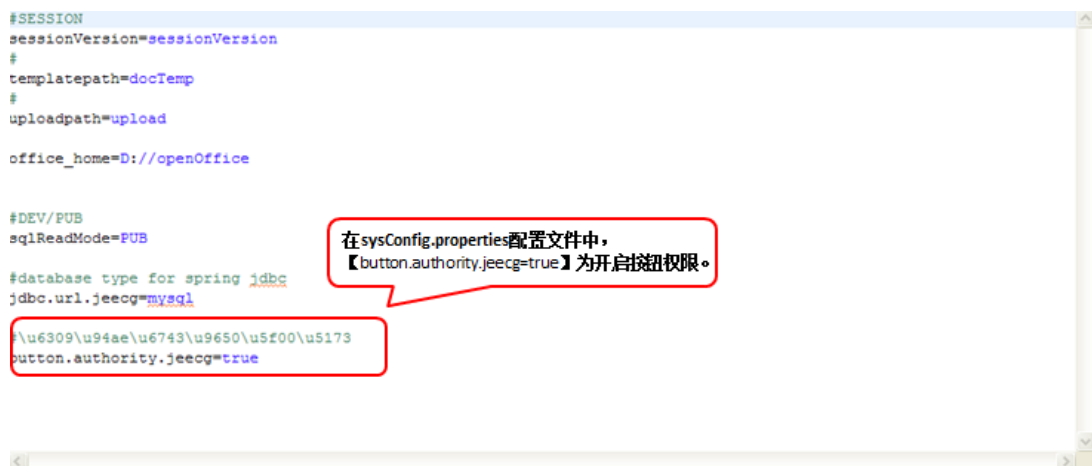 #SESSION
sessionVersion=sessionVersion
#
templatepath=docTemp
#
uploadpath=upload
office_home=D://openOffice
#DEV/PUB
sqlReadMode=PUB
在sysConfig.properties配置文件中，
【button.authority.jeecg=true】为开启按钮权限。
#database type for spring jdbc
jdbc.url.jeecg=mysql
#\u6309\u94ae\u6743\u9650\u5f00\u5173
button.authority.jeecg=true